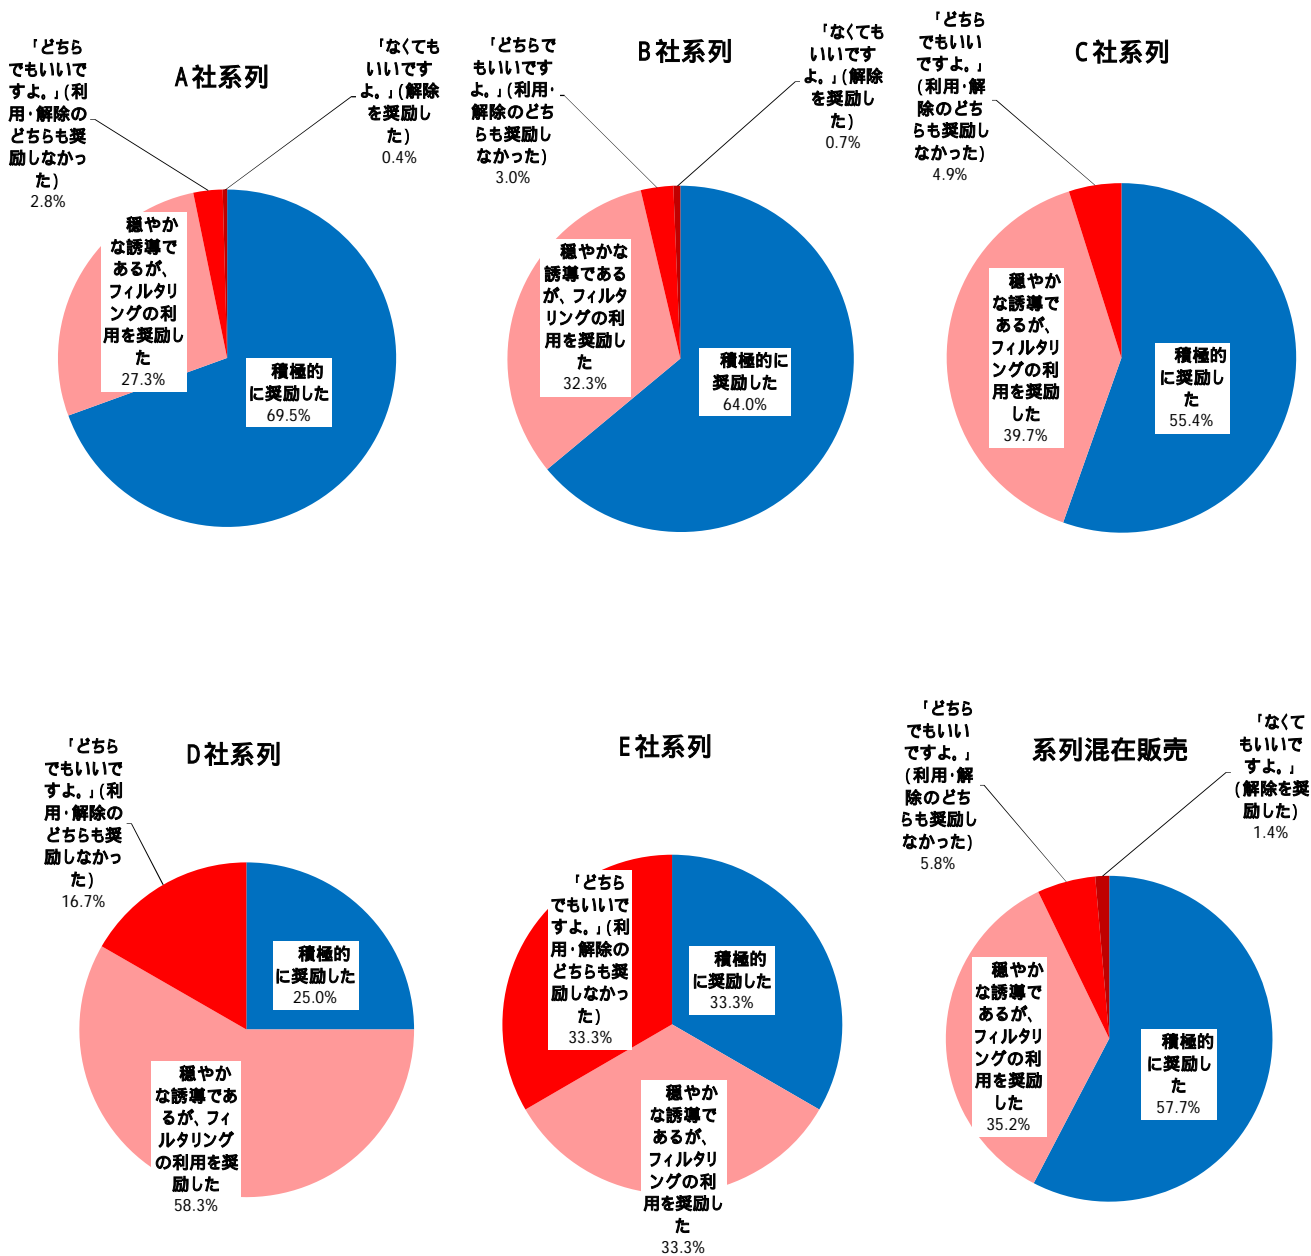 A社系列
「どちら
でもいいで
すよ。」(利
用・解除の
どちらも奨
励しなかっ
た)
2.8%
「なくても
いいです
よ。」(解除
を奨励し
た)
0.4%
穏やか
な誘導で
あるが、
フィルタリ
ングの利
用を奨励し
た
27.3%
積極的
に奨励した
69.5%
B社系列
「どちらで
もいいです
よ。」(利用・
解除のどち
らも奨励し
なかった)
3.0%
「なくても
いいです
よ。」(解除
を奨励し
た)
0.7%
穏やかな
誘導である
が、フィルタ
リングの利
用を奨励し
た
32.3%
積極的に
奨励した
64.0%
C社系列
「どちら
でもいい
ですよ。」
(利用・解
除のどち
らも奨励し
なかった)
4.9%
穏やか
な誘導で
あるが、
フィルタリ
ングの利
用を奨励
した
39.7%
積極的
に奨励し
た
55.4%
D社系列
「どちら
でもいいで
すよ。」(利
用・解除の
どちらも奨
励しなかっ
た)
16.7%
積極的
に奨励した
25.0%
穏やか
な誘導であ
るが、フィ
ルタリング
の利用を奨
励した
58.3%
E社系列
「どちら
でもいいで
すよ。」(利
用・解除の
どちらも奨
励しなかっ
た)
33.3%
積極的
に奨励した
33.3%
穏やか
な誘導で
あるが、
フィルタリ
ングの利
用を奨励し
た
33.3%
系列混在販売
「どちら
でもいい
ですよ。」
(利用・解
除のどち
らも奨励し
なかった)
5.8%
「なくて
もいいで
すよ。」
(解除を奨
励した)
1.4%
穏やか
な誘導で
あるが、
フィルタリ
ングの利
用を奨励
した
35.2%
積極的
に奨励し
た
57.7%